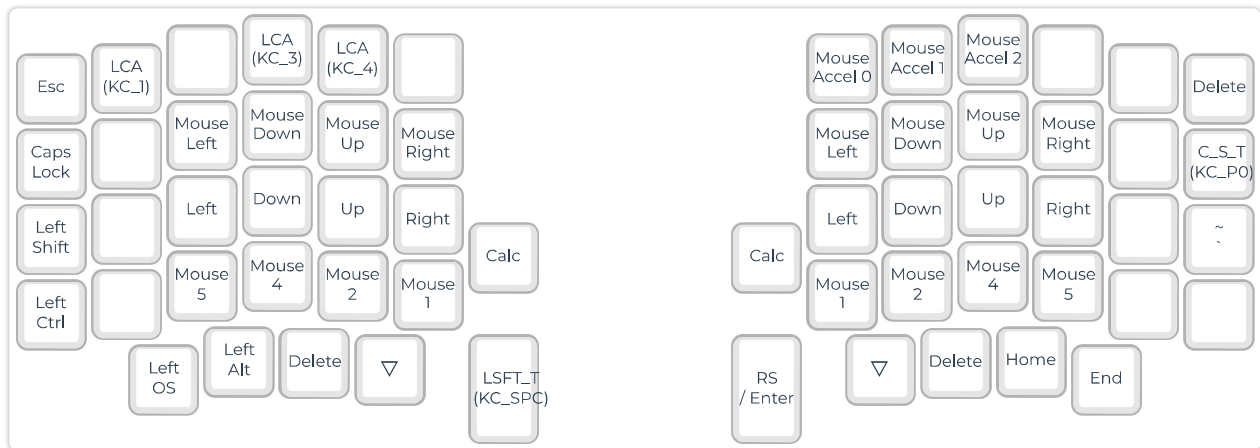 Esc
LCA
(KC_1)
LCA
(KC_3)
LCA
(KC_4)
Mouse
Accel 0
Mouse
Accel 1
Mouse
Accel 2
Delete
Caps
Lock
Mouse
Left
Mouse
Down
Mouse
Up
Mouse
Right
Mouse
Left
Mouse
Down
Mouse
Up
Mouse
Right
C_S_T
(KC_P0)
Left
Shift
Left
Down
Up
Right
Calc
Calc
Left
Down
Up
Right
~
`
Left
Ctrl
Mouse
5
Mouse
4
Mouse
2
Mouse
1
Mouse
1
Mouse
2
Mouse
4
Mouse
5
Left
OS
Left
Alt
Delete
▽
LSFT_T
(KC_SPC)
RS
/ Enter
▽
Delete
Home
End